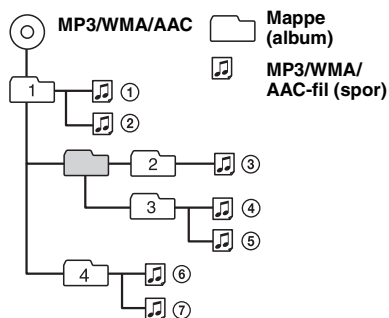 MP3/WMA/AAC
Mappe
(album)
MP3/WMA/
AAC-fil (spor)
1
①
②
2
③
3
④
⑤
4
⑥
⑦